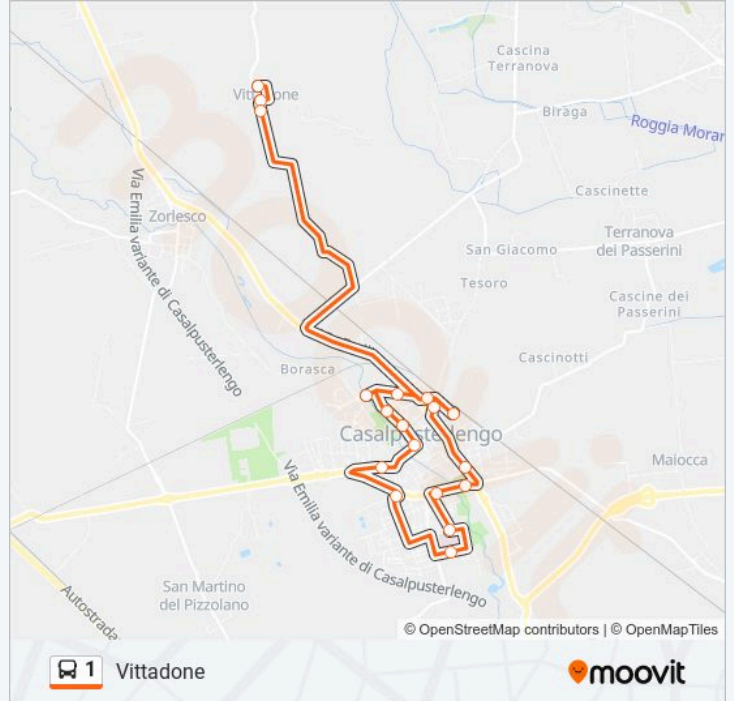 Cascina
Terranova
Vittadone
Biraga
Roggia Morar
Cascinette
Zorlesco
Terranova
dei Passerini
San Giacomo
Tesoro
Cascine dei
Passerini
Via Emilia variante di Casalpusterlengo
Cascinotti
Borasca
Casalpusterlengo
Maiocca
Via Emilia variante di Casalpusterlengo
San Martino
del Pizzolano
Autostrada
© OpenStreetMap contributors | © OpenMapTiles
1 Vittadone
moovit